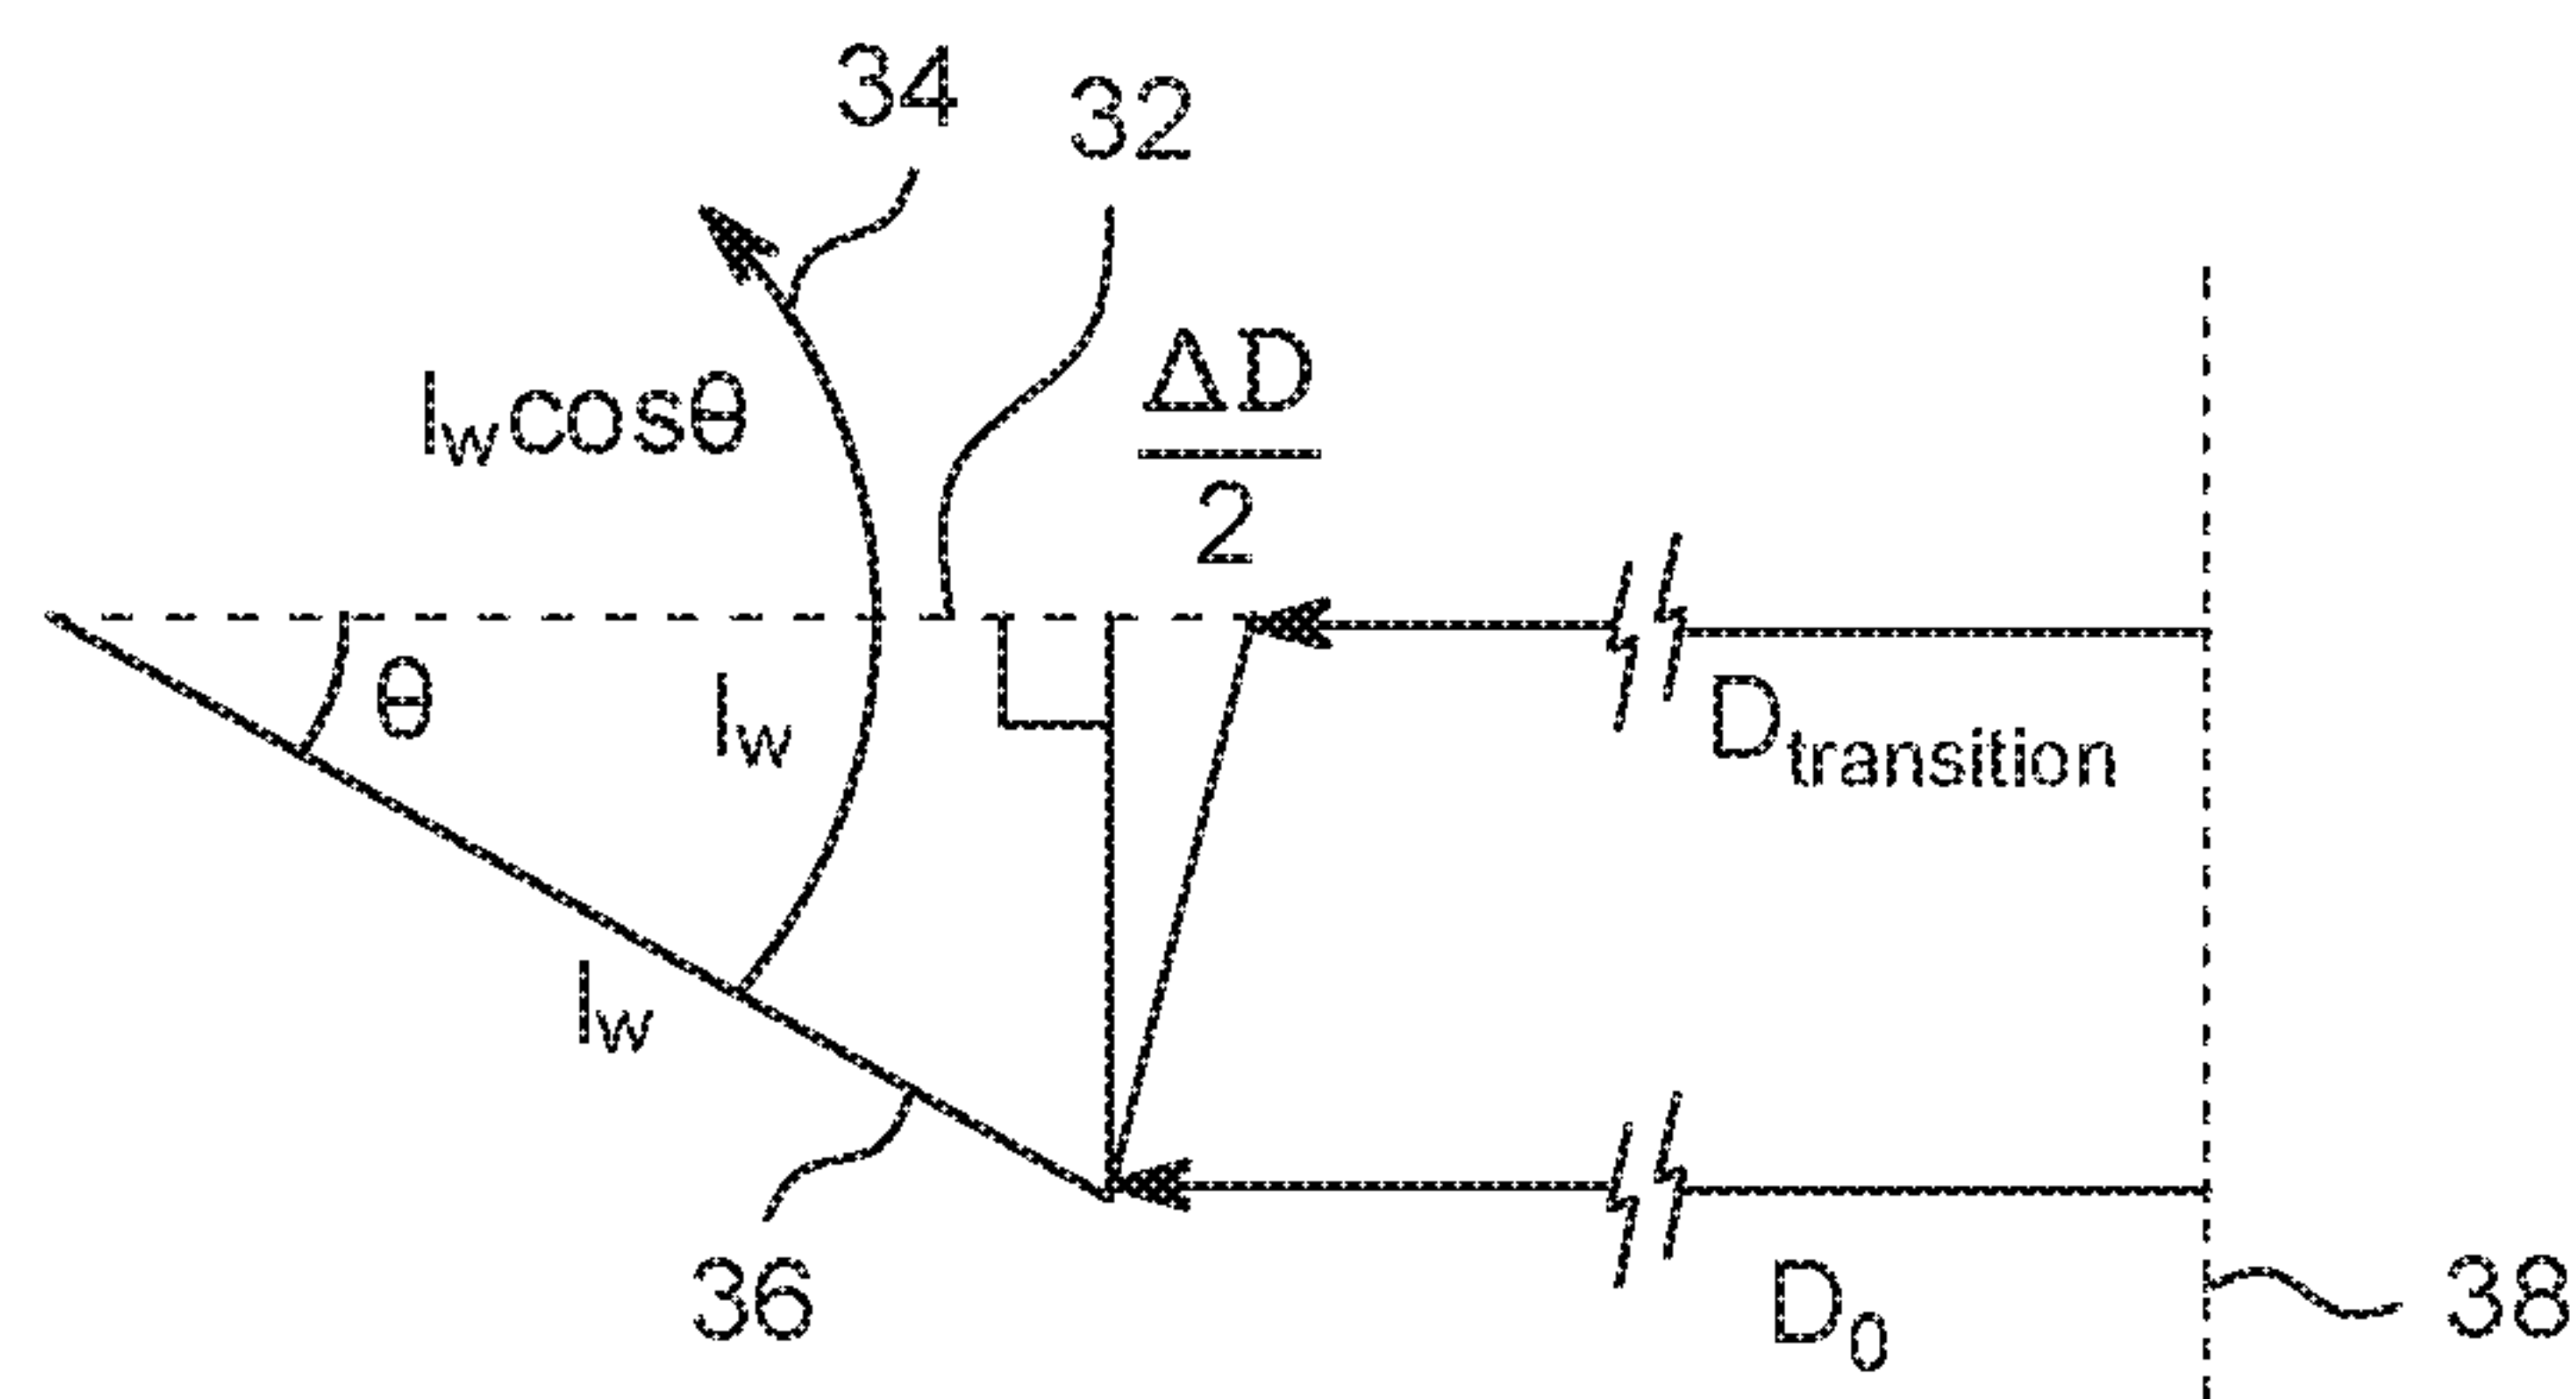 34
32
lwcosθ
ΔD
2
θ
lw
Dtransition
lw
36
D0
38